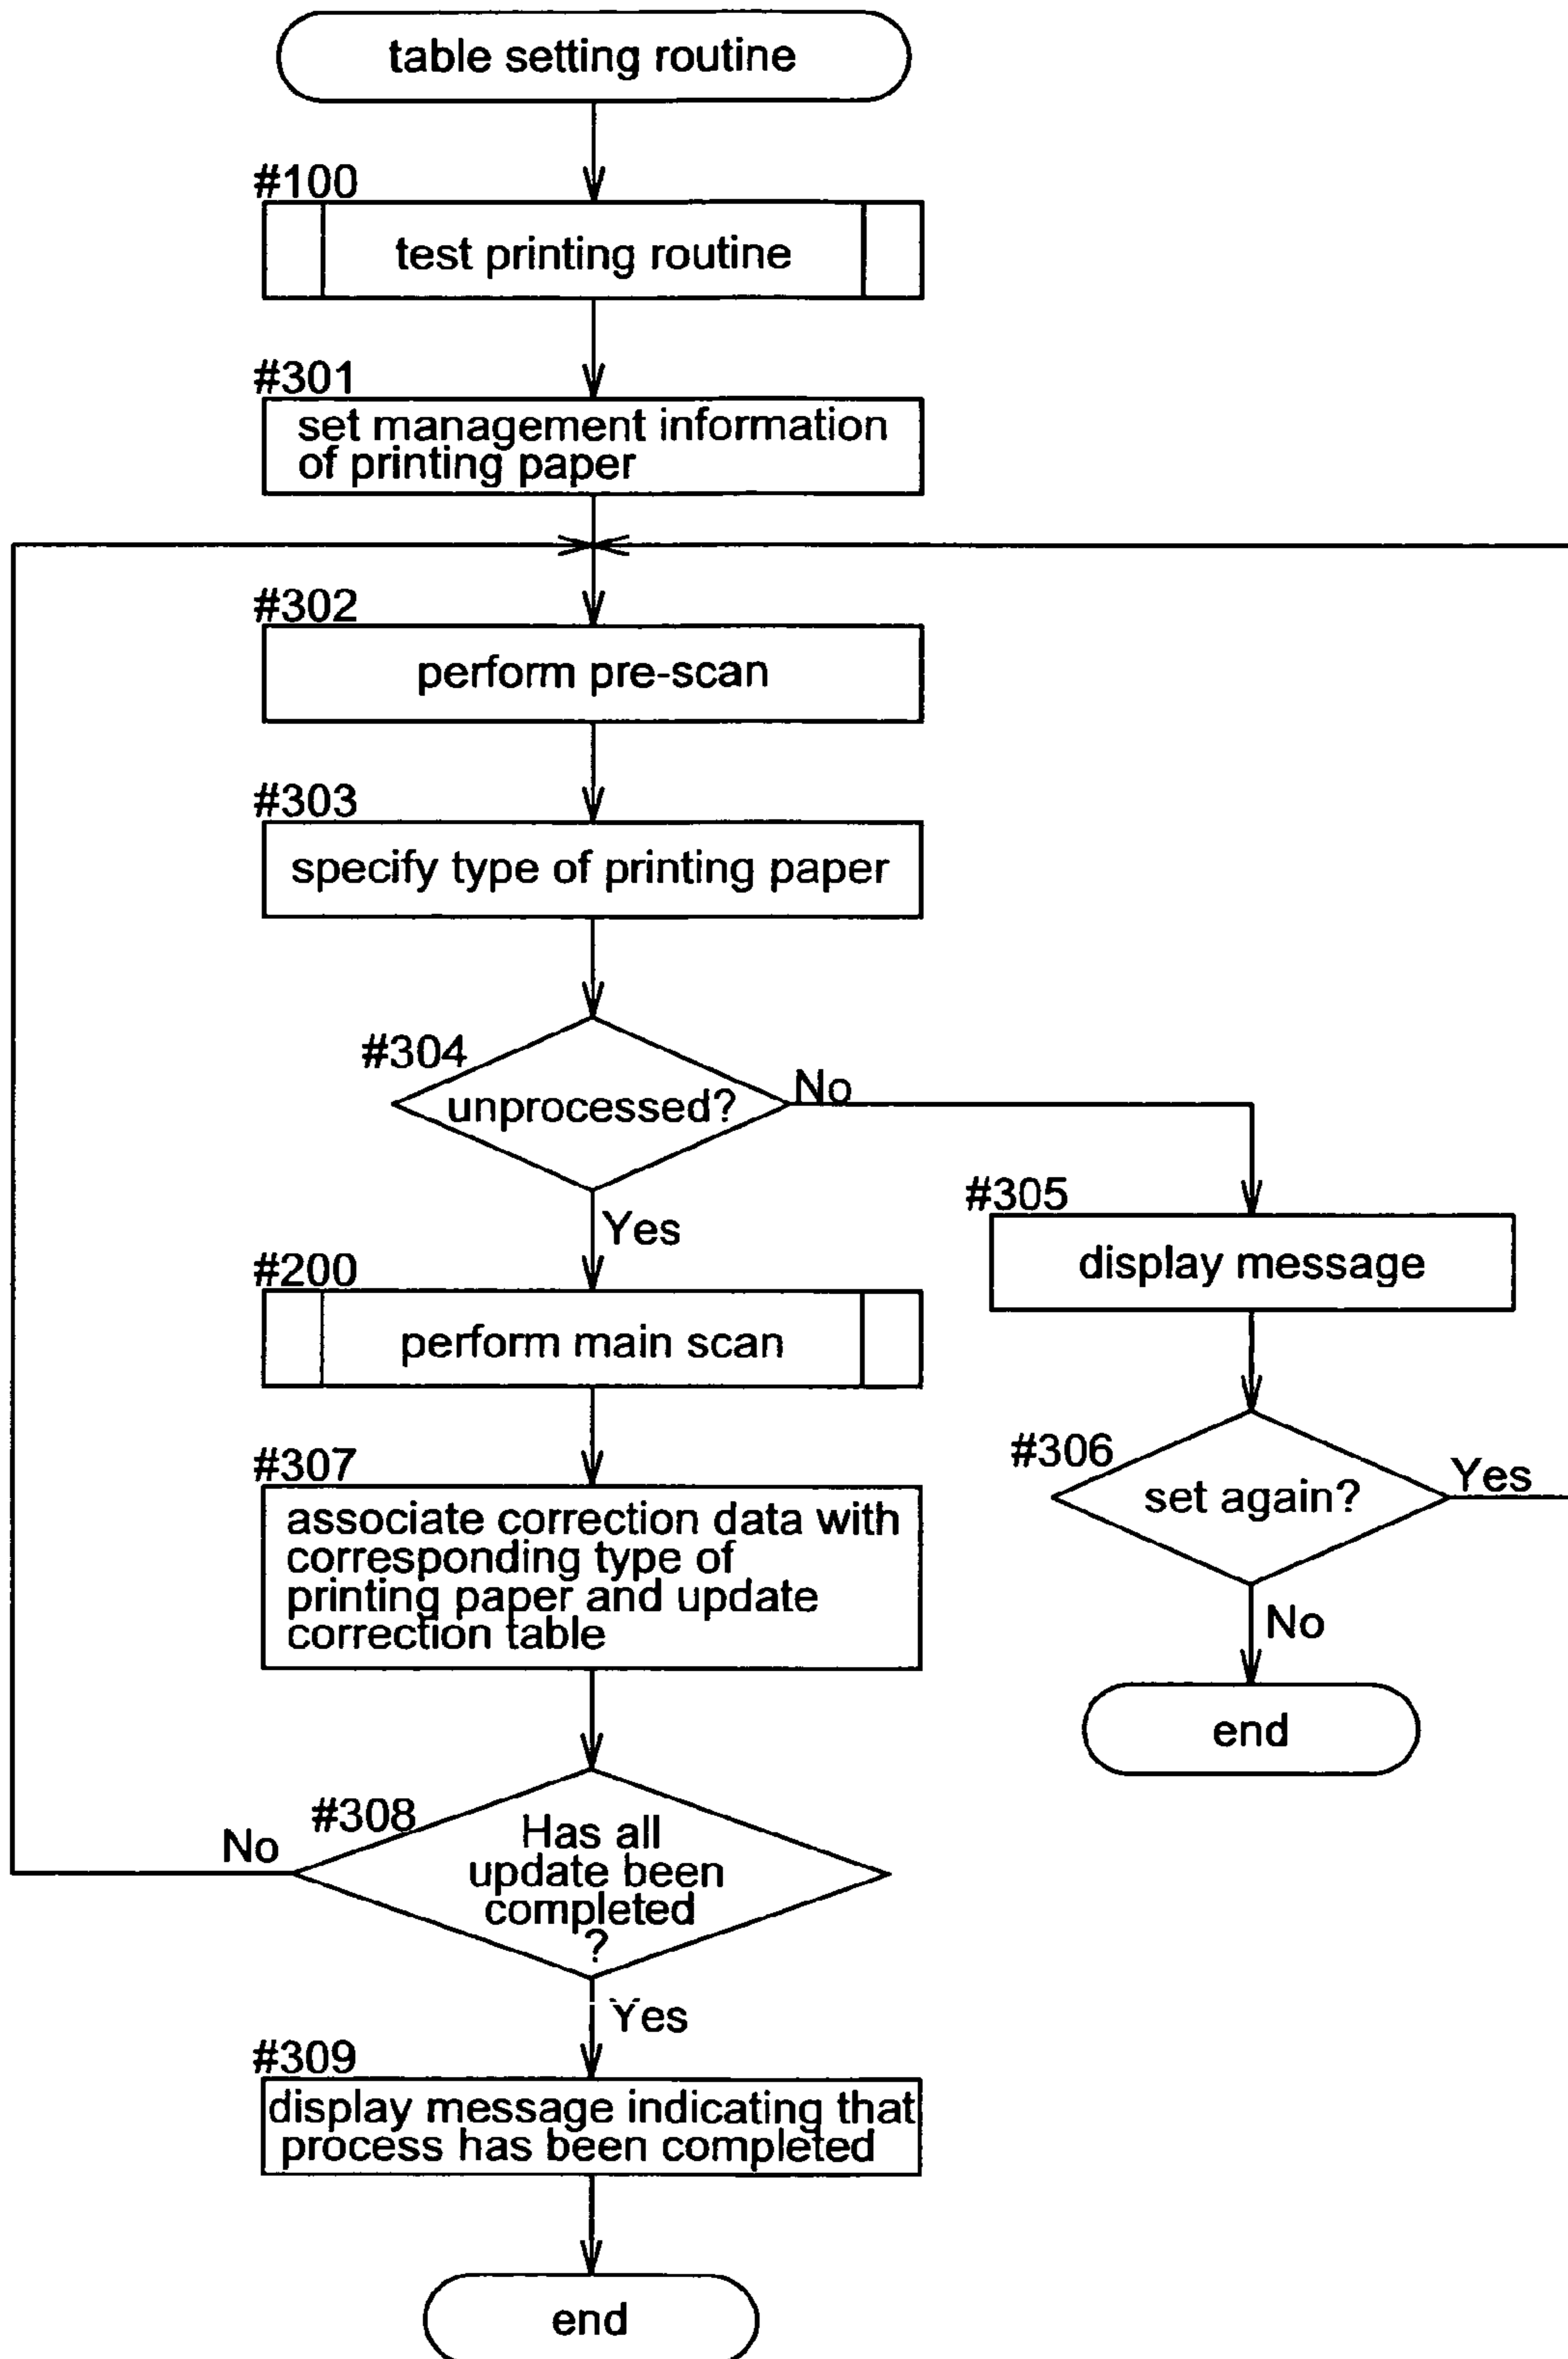 table setting routine
#100
test printing routine
#301
set management information
of printing paper
#302
perform pre-scan
#303
specify type of printing paper
#304
unprocessed?
No
Yes
#305
display message
#200
perform main scan
#306
set again?
Yes
No
end
#307
associate correction data with
corresponding type of
printing paper and update
correction table
#308
No
Has all
update been
completed
?
Yes
#309
display message indicating that
process has been completed
end